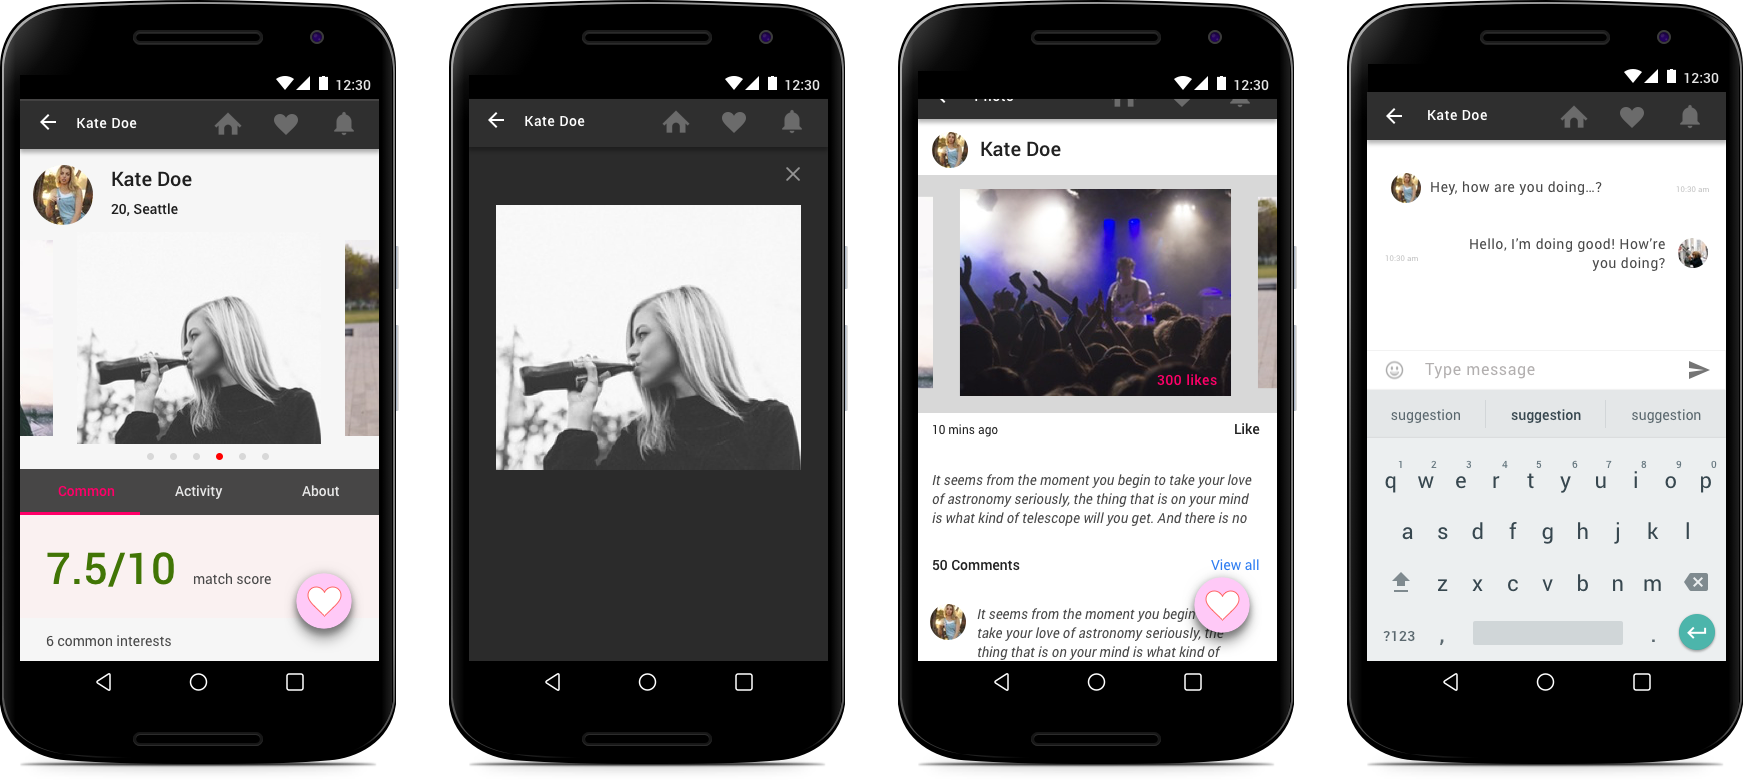 12:30
Kate Doe
Kate Doe
20, Seattle
Common Activity About
7.5/10 match score
6 common interests
12:30
Kate Doe
12:30
Photo
Kate Doe
300 likes
10 mins ago Like
It seems from the moment you begin to take your love
of astronomy seriously, the thing that is on your mind
is what kind of telescope will you get. And there is no
50 Comments View all
It seems from the moment you begin
take your love of astronomy seriously, the
thing that is on your mind is what kind of
12:30
Kate Doe
Hey, how are you doing...? 10:30 am
Hello, I'm doing good! How're
10:30 am
you doing?
Type message
suggestion suggestion suggestion
1 2 3 4 5 6 7 8 9 0
q w e r t y u i o p
a s d f g h j k l
z x c v b n m
?123 , .